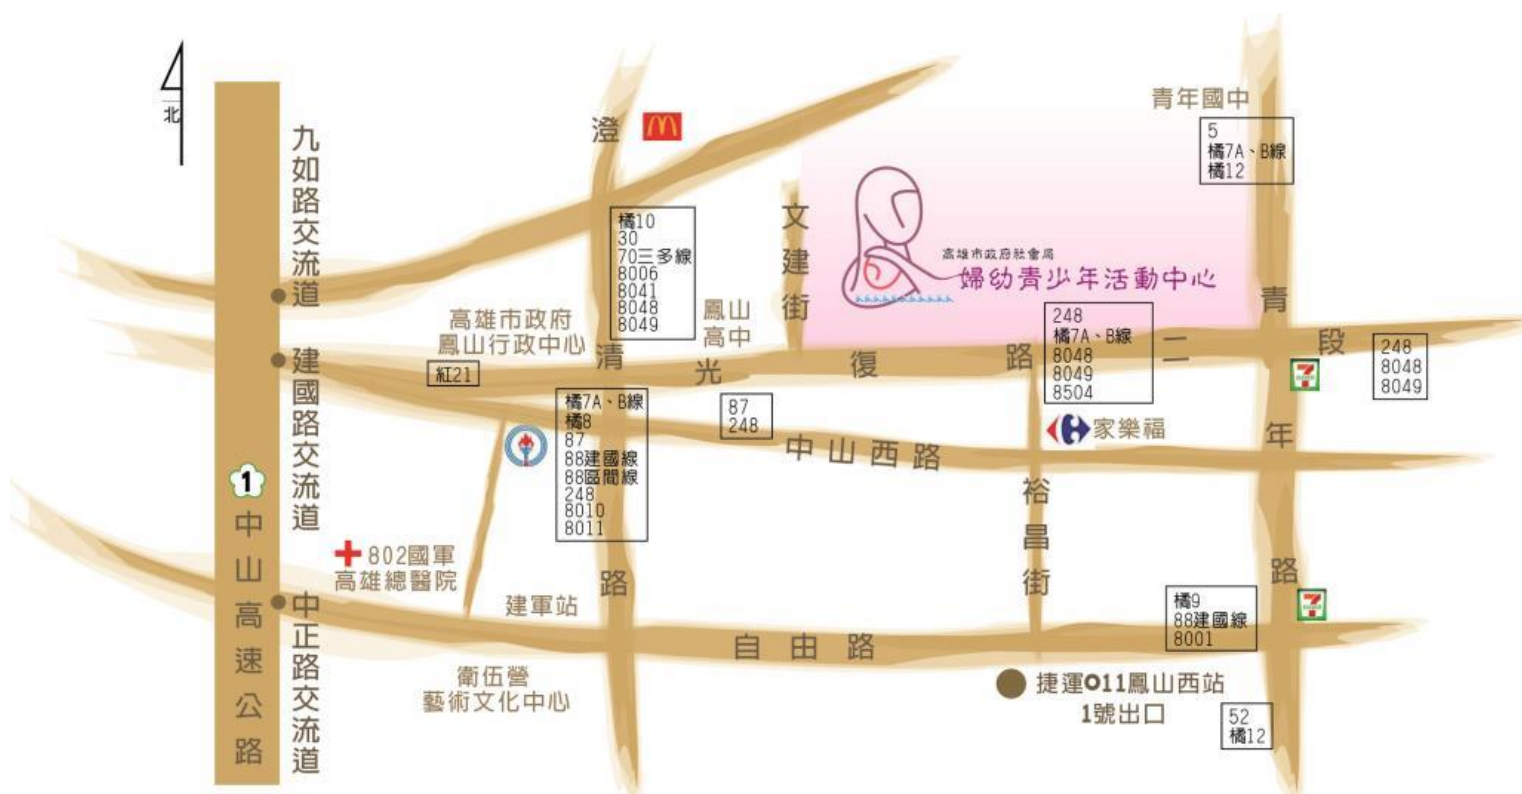 北
九如路交流道
建國路交流道
1
中山高速公路
中正路交流道
澄清路
橘10
30
70三多線
8006
8041
8048
8049
高雄市政府
鳳山行政中心
紅21
鳳山
高中
文建街
高雄市政府社會局
婦幼青少年活動中心
青年國中
5
橘7A、B線
橘12
青年路
光復路二段
248
橘7A、B線
8048
8049
8504
248
8048
8049
7
橘7A、B線
橘8
87
88建國線
88區間線
248
8010
8011
87
248
中山西路
家樂福
裕昌街
802國軍
高雄總醫院
建軍站
自由路
衛伍營
藝術文化中心
橘9
88建國線
8001
7
捷運O11鳳山西站
1號出口
52
橘12